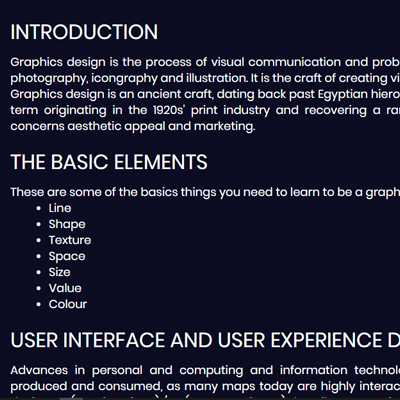 INTRODUCTION
Graphics design is the process of visual communication and prob
photography, icongraphy and illustration. It is the craft of creating vi
Graphics design is an ancient craft, dating back past Egyptian hiero
term originating in the 1920s' print industry and recovering a ra
concerns aesthetic appeal and marketing.
THE BASIC ELEMENTS
These are some of the basics things you need to learn to be a graph
Line
Shape
Texture
Space
Size
Value
Colour
USER INTERFACE AND USER EXPERIENCE D
Advances in personal and computing and information technol
produced and consumed, as many maps today are highly interac